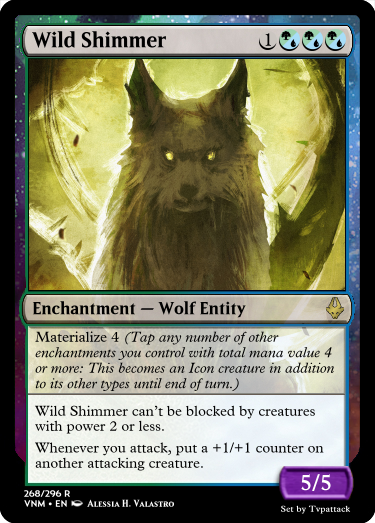 Wild Shimmer 1
Enchantment — Wolf Entity
Materialize 4 (Tap any number of other
enchantments you control with total mana value 4
or more: This becomes an Icon creature in addition
to its other types until end of turn.)
Wild Shimmer can't be blocked by creatures
with power 2 or less.
Whenever you attack, put a +1/+1 counter on
another attacking creature.
5/5
268/296 R
VNM • EN Alessia H. Valastro
Set by Tvpattack